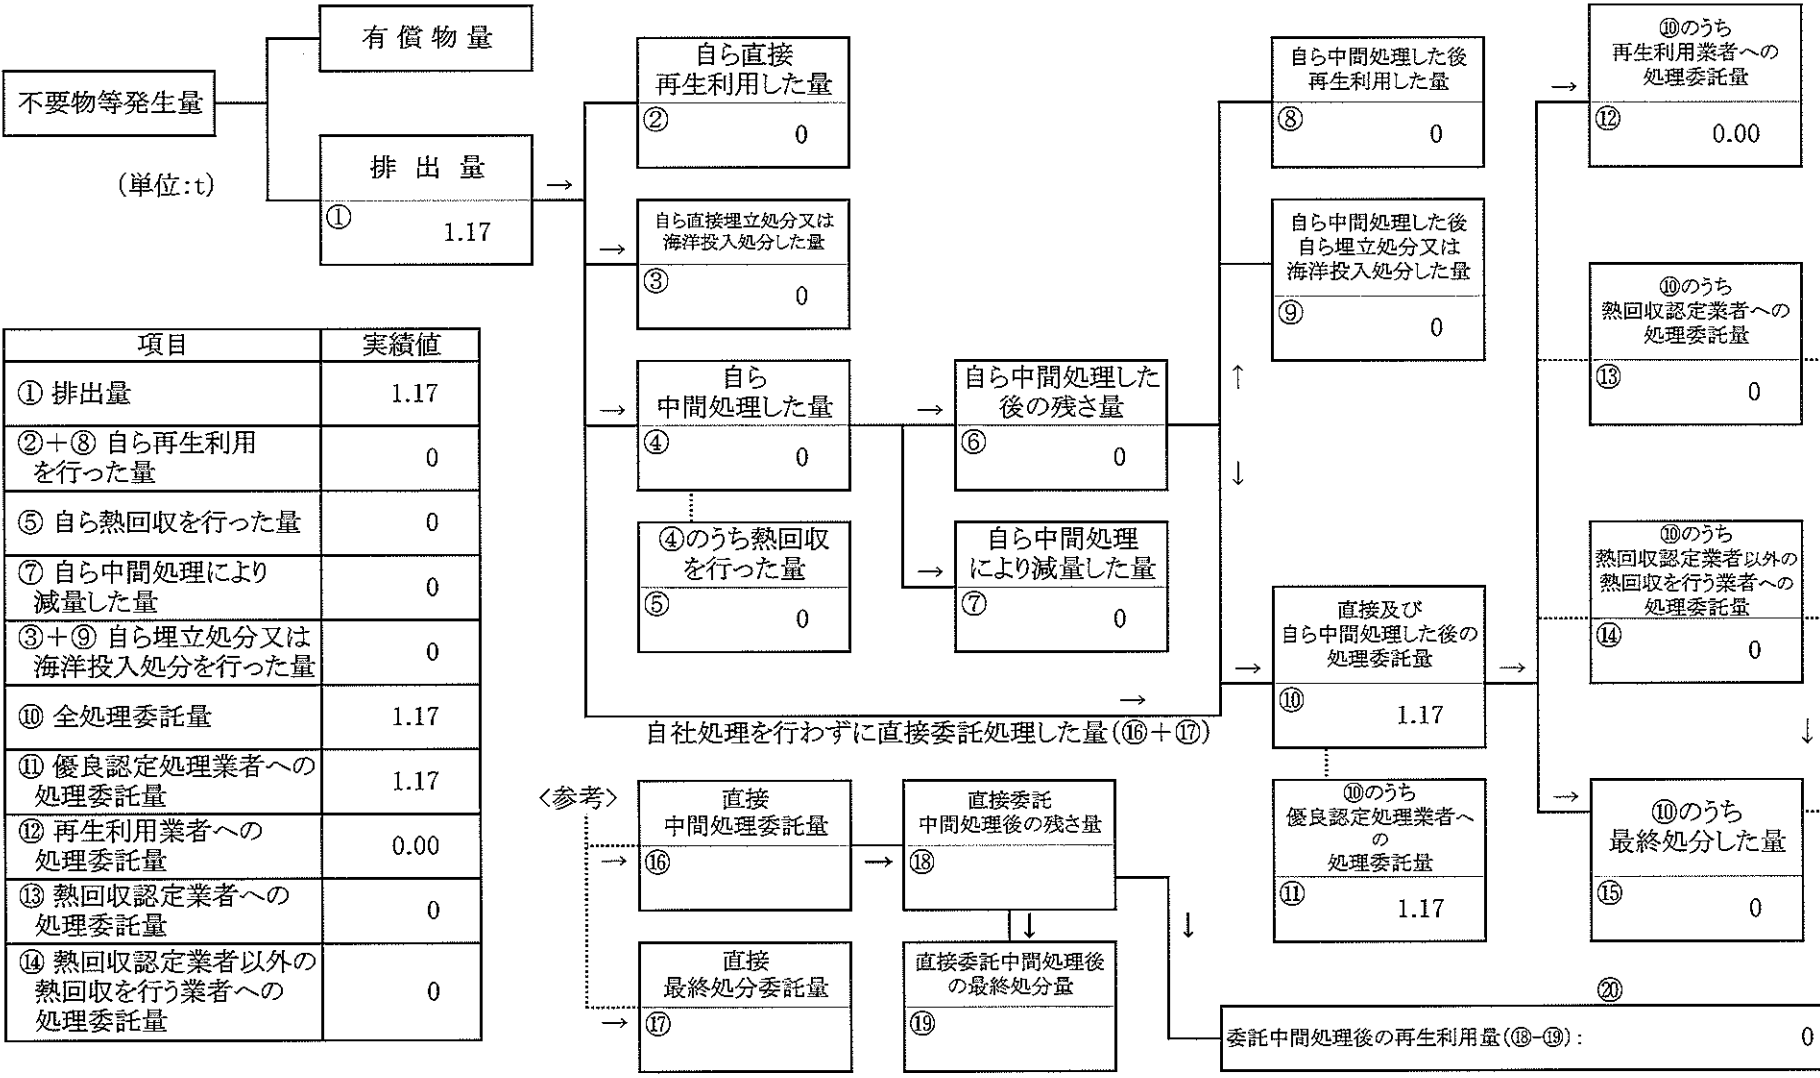 不要物等発生量
(単位:t)
有償物量
排出量
① 1.17
→
自ら直接
再生利用した量
② 0
→
自ら直接埋立処分又は
海洋投入処分した量
③ 0
→
自ら
中間処理した量
④ 0
④のうち熱回収
を行った量
⑤ 0
→
自ら中間処理した
後の残さ量
⑥ 0
→
自ら中間処理
により減量した量
⑦ 0
↑
↓
自ら中間処理した後
再生利用した量
⑧ 0
自ら中間処理した後
自ら埋立処分又は
海洋投入処分した量
⑨ 0
→
自社処理を行わずに直接委託処理した量(⑯+⑰)
→
直接及び
自ら中間処理した後の
処理委託量
⑩ 1.17
⑩のうち
優良認定処理業者へ
の
処理委託量
⑪ 1.17
→
→
⑩のうち
再生利用業者への
処理委託量
⑫ 0.00
⑩のうち
熱回収認定業者への
処理委託量
⑬ 0
⑩のうち
熱回収認定業者以外の
熱回収を行う業者への
処理委託量
⑭ 0
↓
→
⑩のうち
最終処分した量
⑮ 0
項目 実績値
① 排出量 1.17
②+⑧ 自ら再生利用
を行った量 0
⑤ 自ら熱回収を行った量 0
⑦ 自ら中間処理により
減量した量 0
③+⑨ 自ら埋立処分又は
海洋投入処分を行った量 0
⑩ 全処理委託量 1.17
⑪ 優良認定処理業者への
処理委託量 1.17
⑫ 再生利用業者への
処理委託量 0.00
⑬ 熱回収認定業者への
処理委託量 0
⑭ 熱回収認定業者以外の
熱回収を行う業者への
処理委託量 0
〈参考〉
→
直接
中間処理委託量
⑯
→
直接
最終処分委託量
⑰
→
直接委託
中間処理後の残さ量
⑱
↓
直接委託中間処理後
の最終処分量
⑲
↓
⑳
委託中間処理後の再生利用量(⑱-⑲): 0